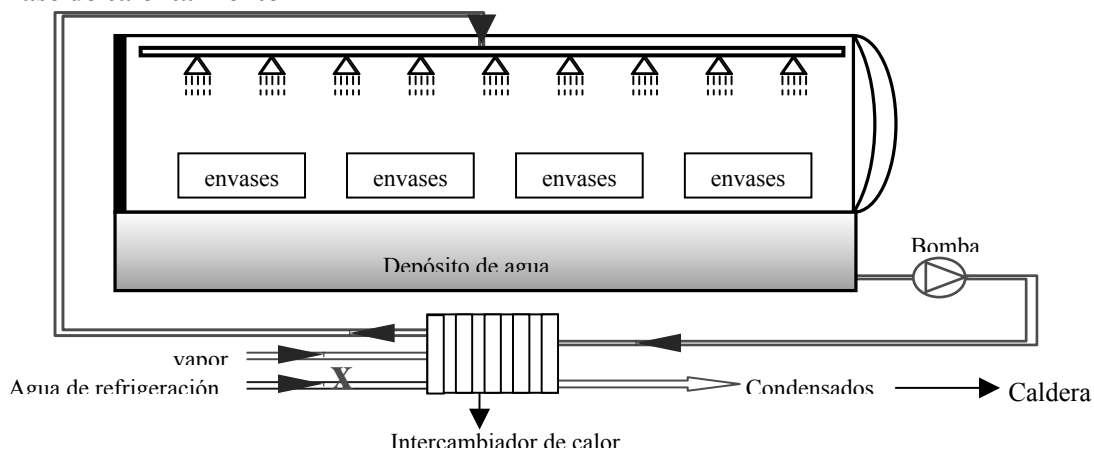 envases envases envases envases
Bomba
Depósito de agua
vapor
X
Agua de refrigeración
Condensados
Caldera
Intercambiador de calor